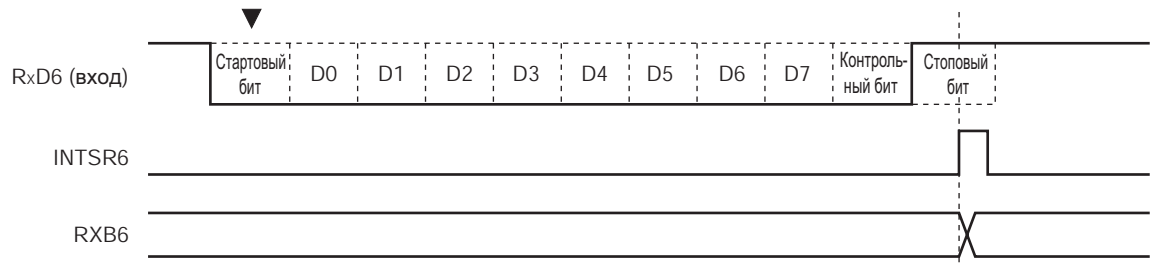 RxD6 (вход)
Стартовый
бит
D0
D1
D2
D3
D4
D5
D6
D7
Контроль-
ный бит
Стоповый
бит
INTSR6
RXB6